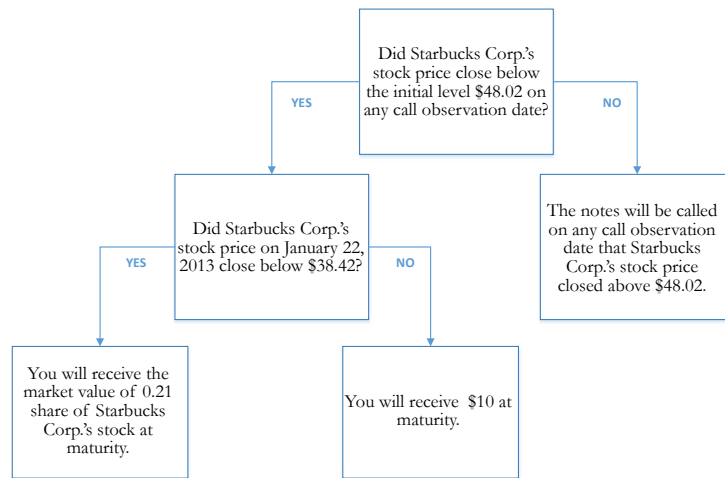 Did Starbucks Corp.'s
stock price close below
the initial level $48.02 on
any call observation date?
YES
NO
Did Starbucks Corp.'s
stock price on January 22,
2013 close below $38.42?
The notes will be called
on any call observation
date that Starbucks
Corp.'s stock price
closed above $48.02.
YES
NO
You will receive the
market value of 0.21
share of Starbucks
Corp.'s stock at
maturity.
You will receive $10 at
maturity.